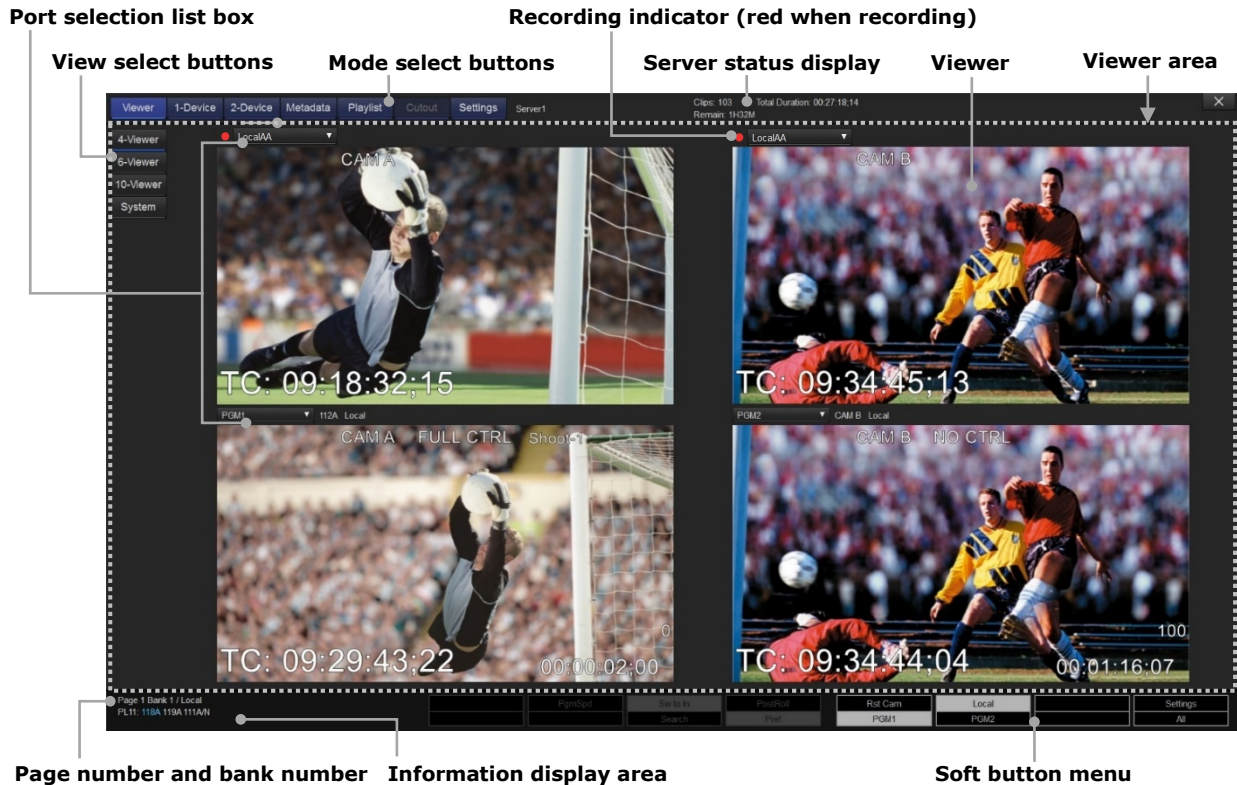 Port selection list box
Recording indicator (red when recording)
View select buttons
Mode select buttons
Server status display
Viewer
Viewer area
Viewer 1-Device 2-Device Metadata Playlist Cutout Settings Server1
Clips: 103 Total Duration: 00:27:18;14
Remain: 1H32M
X
4-Viewer
6-Viewer
10-Viewer
System
LocalAA
CAM A
TC: 09:18:32;15
LocalAA
CAM B
TC: 09:34:45;13
PGM1 112A Local
CAM A FULL CTRL Shoot-1
0
TC: 09:29:43;22 00:00:02;00
PGM2 CAM B Local
CAM B NO CTRL
100
TC: 09:34:44;04 00:01:16;07
Page 1 Bank 1 / Local
PL11: 118A 119A 111A/N
PgmSpd Sw to In PostRoll Rst Cam Local Settings
Search Pref PGM1 PGM2 All
Page number and bank number
Information display area
Soft button menu